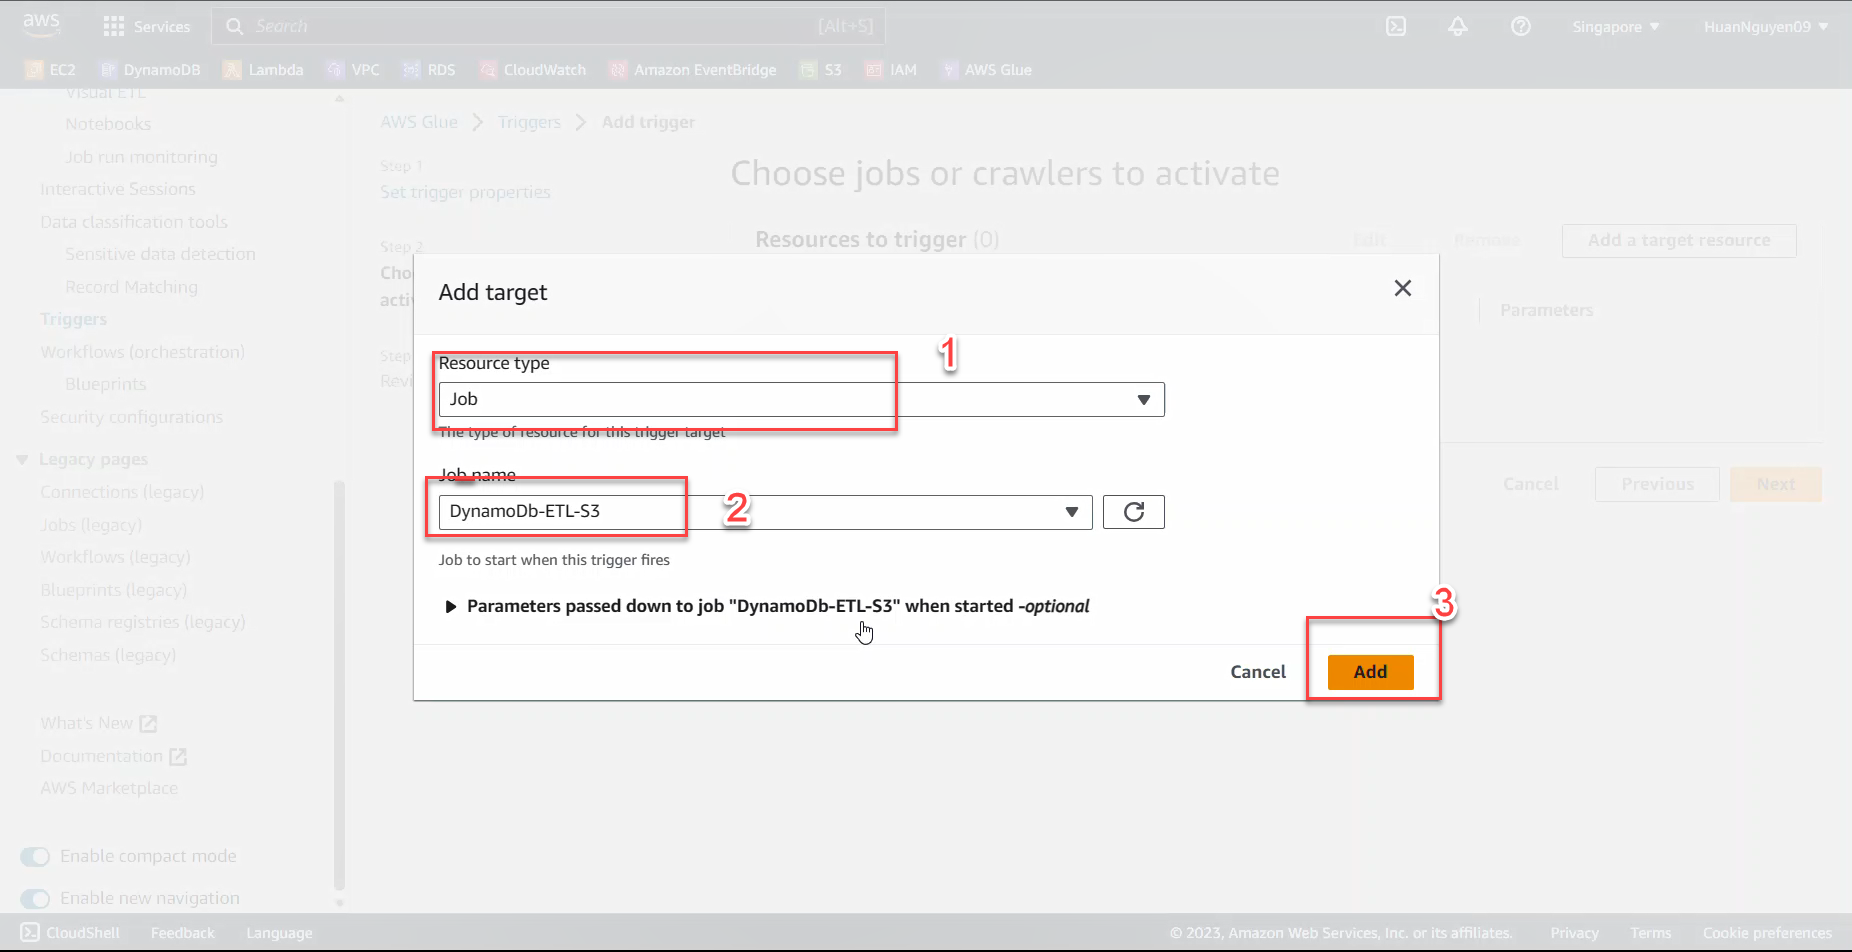 aws
Services
Search
[Alt+S]
Singapore
HuanNguyen09
EC2
DynamoDB
Lambda
VPC
RDS
CloudWatch
Amazon EventBridge
S3
IAM
AWS Glue
Visual ETL
Notebooks
Job run monitoring
Interactive Sessions
Data classification tools
Sensitive data detection
Record Matching
Triggers
Workflows (orchestration)
Blueprints
Security configurations
Legacy pages
Connections (legacy)
Jobs (legacy)
Workflows (legacy)
Blueprints (legacy)
Schema registries (legacy)
Schemas (legacy)
What's New
Documentation
AWS Marketplace
Enable compact mode
Enable new navigation
AWS Glue
Triggers
Add trigger
Step 1
Set trigger properties
Step 2
Cho
acti
Step
Revi
Choose jobs or crawlers to activate
Resources to trigger (0)
Edit
Remove
Add a target resource
Parameters
Cancel
Previous
Next
Add target
1
Resource type
Job
The type of resource for this trigger target
Job name
DynamoDb-ETL-S3
2
Job to start when this trigger fires
Parameters passed down to job "DynamoDb-ETL-S3" when started -optional
3
Cancel
Add
CloudShell
Feedback
Language
© 2023, Amazon Web Services, Inc. or its affiliates.
Privacy
Terms
Cookie preferences